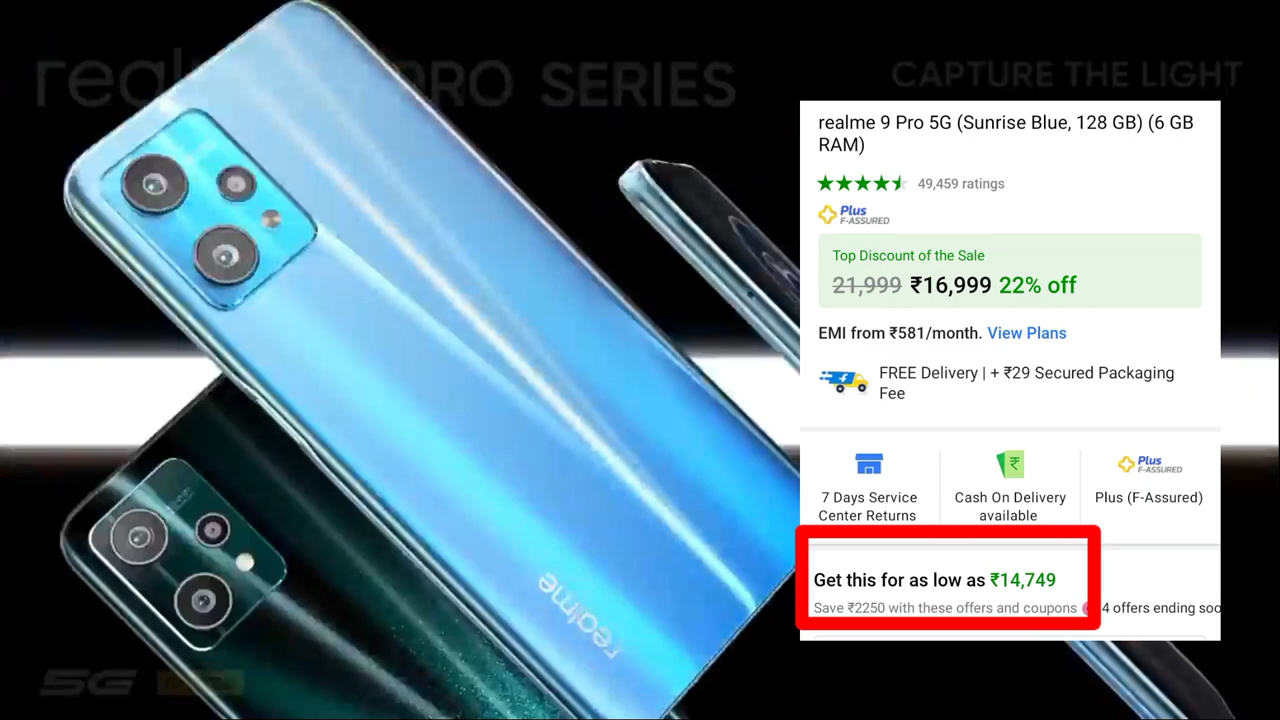 realme 9 PRO SERIES
CAPTURE THE LIGHT
realme 9 Pro 5G (Sunrise Blue, 128 GB) (6 GB
RAM)
49,459 ratings
Plus
F-ASSURED
Top Discount of the Sale
21,999 ₹16,999 22% off
EMI from ₹581/month. View Plans
FREE Delivery | + ₹29 Secured Packaging
Fee
Plus
F-ASSURED
7 Days Service
Center Returns
Cash On Delivery
available
Plus (F-Assured)
Get this for as low as ₹14,749
Save ₹2250 with these offers and coupons
4 offers ending soo
realme
5G